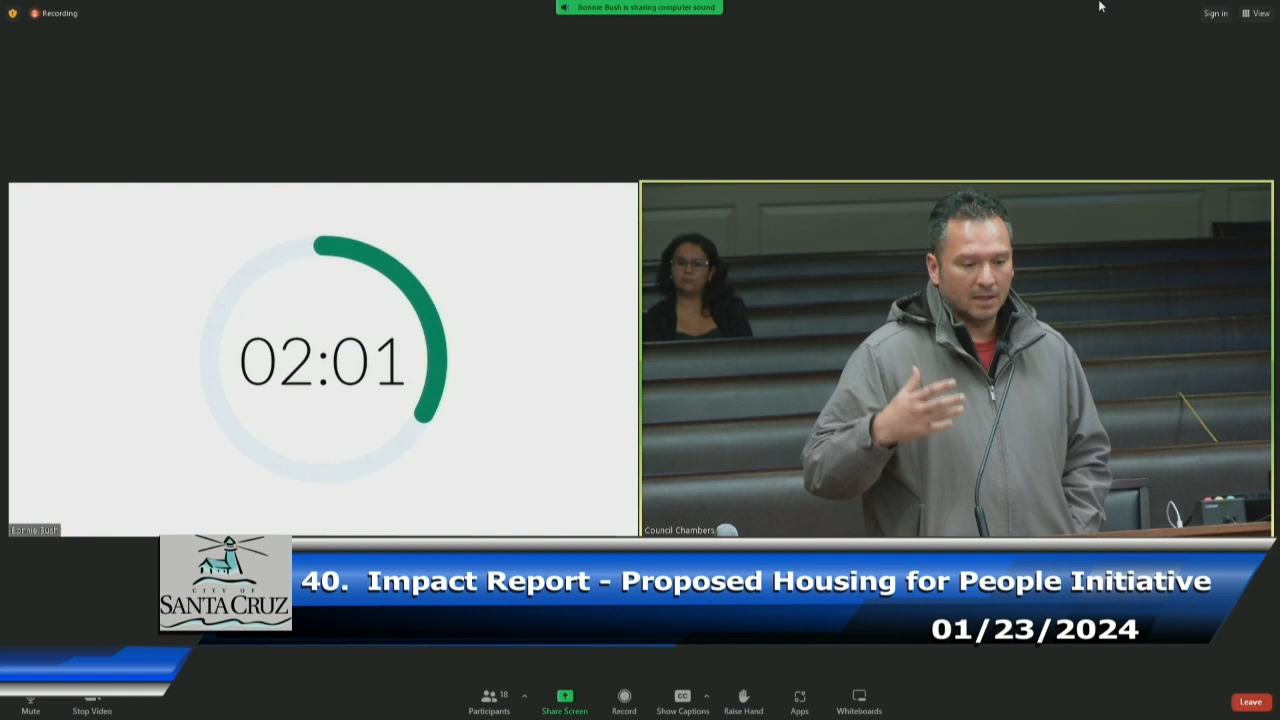 Recording
Bonnie Bush is sharing computer sound
Sign in
View
02:01
Bonnie Bush
Council Chambers
CITY OF
SANTA CRUZ
40. Impact Report - Proposed Housing for People Initiative
01/23/2024
Mute
Stop Video
Participants
18
Share Screen
Record
CC
Show Captions
Raise Hand
Apps
Whiteboards
Leave